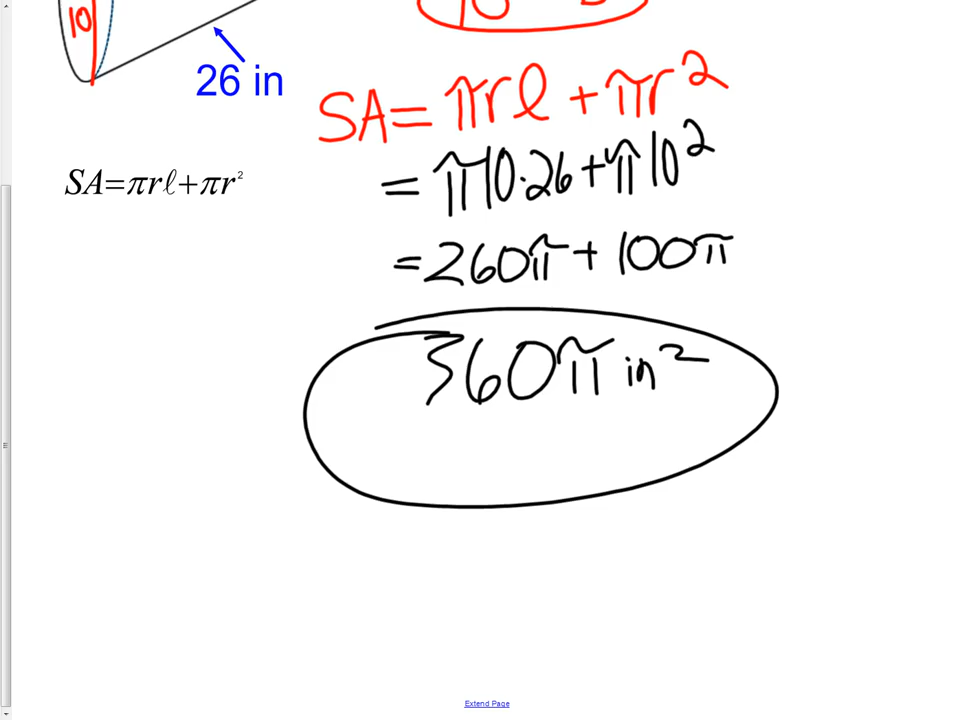 10
26 in
SA = πrℓ + πr²
= π10·26 + π10²
SA=πrℓ+πr²
= 260π + 100π
360π in²
Extend Page